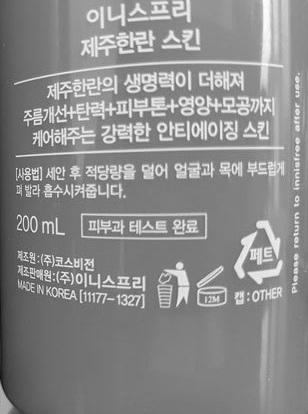 이니스프리
제주한란 스킨
제주한란의 생명력이 더해져
주름개선+탄력+피부톤+영양+모공까지
케어해주는 강력한 안티에이징 스킨
[사용법] 세안 후 적당량을 덜어 얼굴과 목에 부드럽게
펴 발라 흡수시켜줍니다.
200 mL
피부과 테스트 완료
제조원 : (주)코스비전
제조판매원 : (주)이니스프리
MADE IN KOREA [11177-1327]
12M
페트
캡 : OTHER
Please return to innisfree after use.